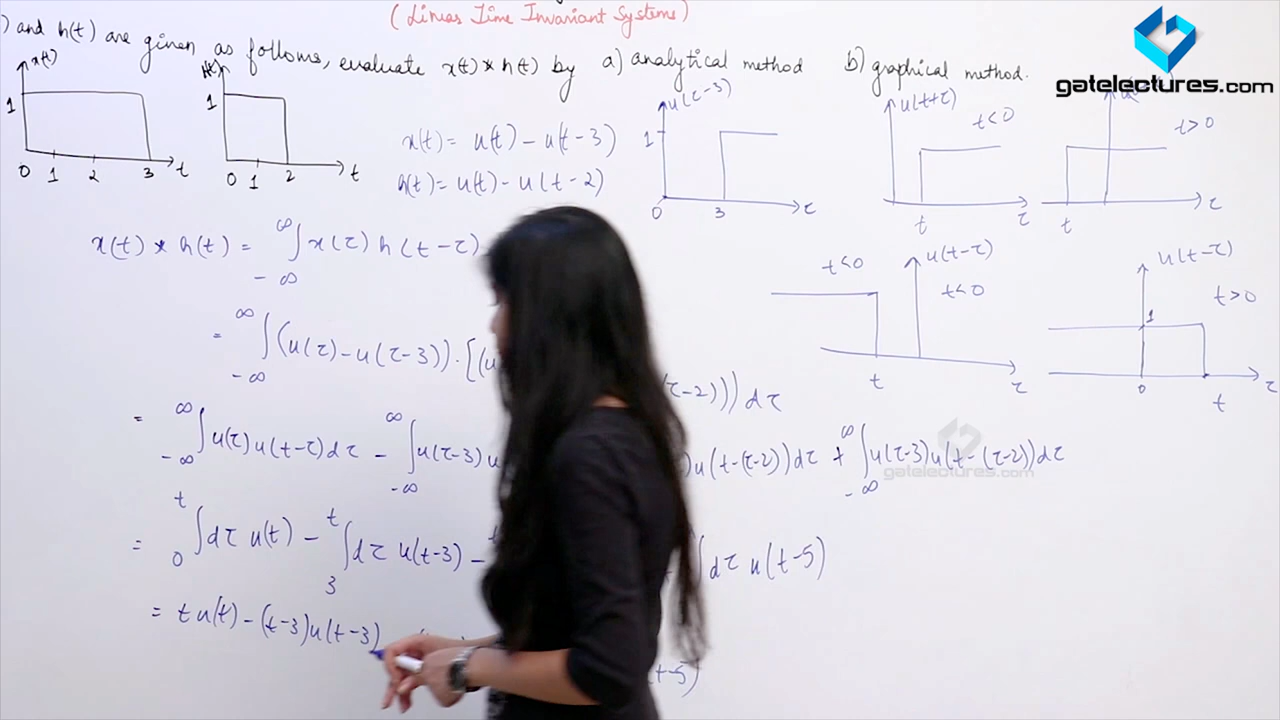 (Linear Time Invariant Systems)
) and h(t) are given as follows, evaluate x(t) * h(t) by a) analytical method b) graphical method.
gatelectures.com
x(t)
1
0 1 2 3 t
h(t)
1
0 1 2 t
x(t) = u(t) - u(t-3)
h(t) = u(t) - u(t-2)
u(τ-3)
1
0 3 τ
u(t+τ)
t<0
t τ
t>0
t τ
x(t) * h(t) = ∫ x(τ) h(t-τ)
∞
-∞
t<0
u(t-τ)
t<0
t τ
u(t-τ)
t>0
1
0 t τ
= ∫ (u(τ) - u(τ-3)) · [(u (τ-2))) dτ
∞
-∞
= ∫ u(τ) u(t-τ) dτ - ∫ u(τ-3) u ) u(t-(τ-2)) dτ + ∫ u(τ-3) u(t-(τ-2)) dτ
∞ ∞ ∞
-∞ -∞ -∞
gatelectures.com
= ∫ dτ u(t) - ∫ dτ u(t-3) - ∫ dτ u(t-5)
t t
0 3
= t u(t) - (t-3) u(t-3)
t-5)